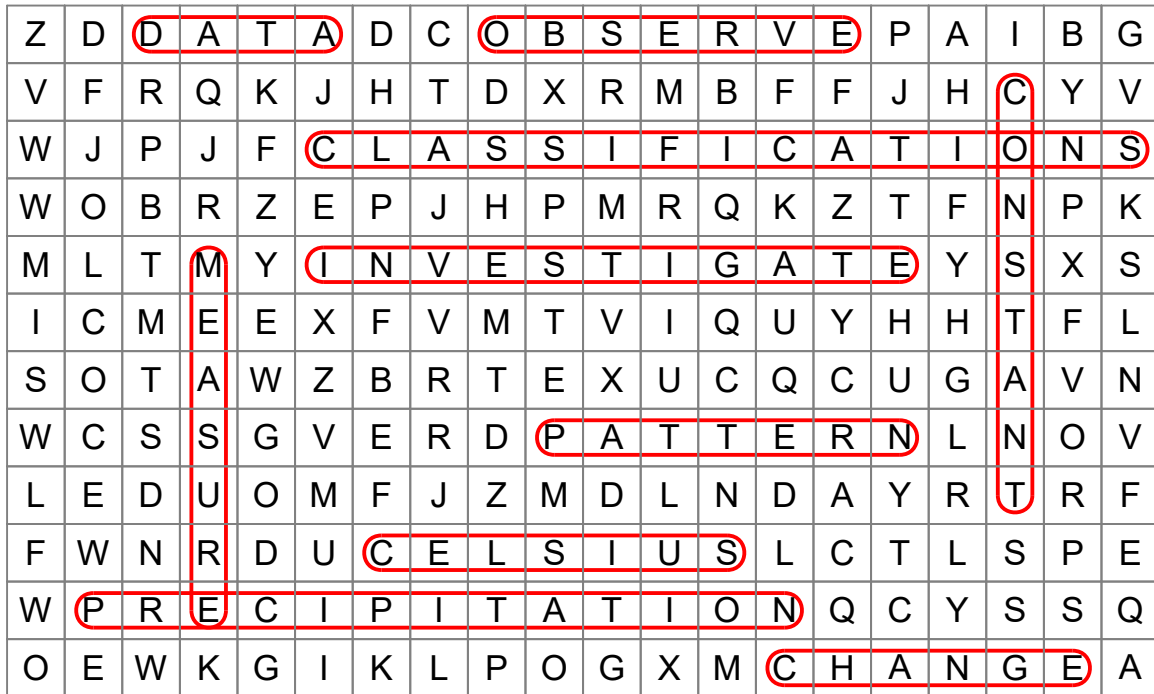 Z D D A T A D C O B S E R V E P A I B G
V F R Q K J H T D X R M B F F J H C Y V
W J P J F C L A S S I F I C A T I O N S
W O B R Z E P J H P M R Q K Z T F N P K
M L T M Y I N V E S T I G A T E Y S X S
I C M E E X F V M T V I Q U Y H H T F L
S O T A W Z B R T E X U C Q C U G A V N
W C S S G V E R D P A T T E R N L N O V
L E D U O M F J Z M D L N D A Y R T R F
F W N R D U C E L S I U S L C T L S P E
W P R E C I P I T A T I O N Q C Y S S Q
O E W K G I K L P O G X M C H A N G E A